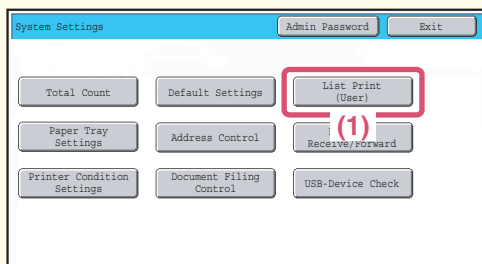 System Settings
Admin Password
Exit
Total Count
Default Settings
List Print
(User)
(1)
Paper Tray
Settings
Address Control
Receive/Forward
Printer Condition
Settings
Document Filing
Control
USB-Device Check